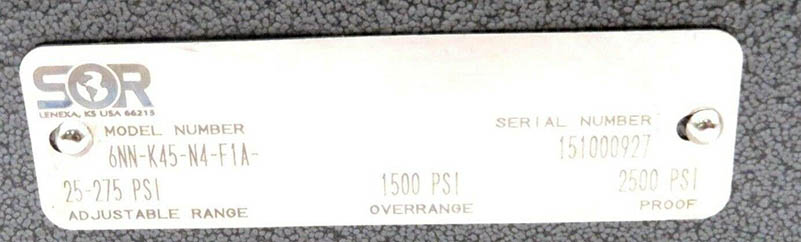 SOR
LENEXA, KS USA 66215
MODEL NUMBER
6NN-K45-N4-F1A-
SERIAL NUMBER
151000927
25-275 PSI
ADJUSTABLE RANGE
1500 PSI
OVERRANGE
2500 PSI
PROOF